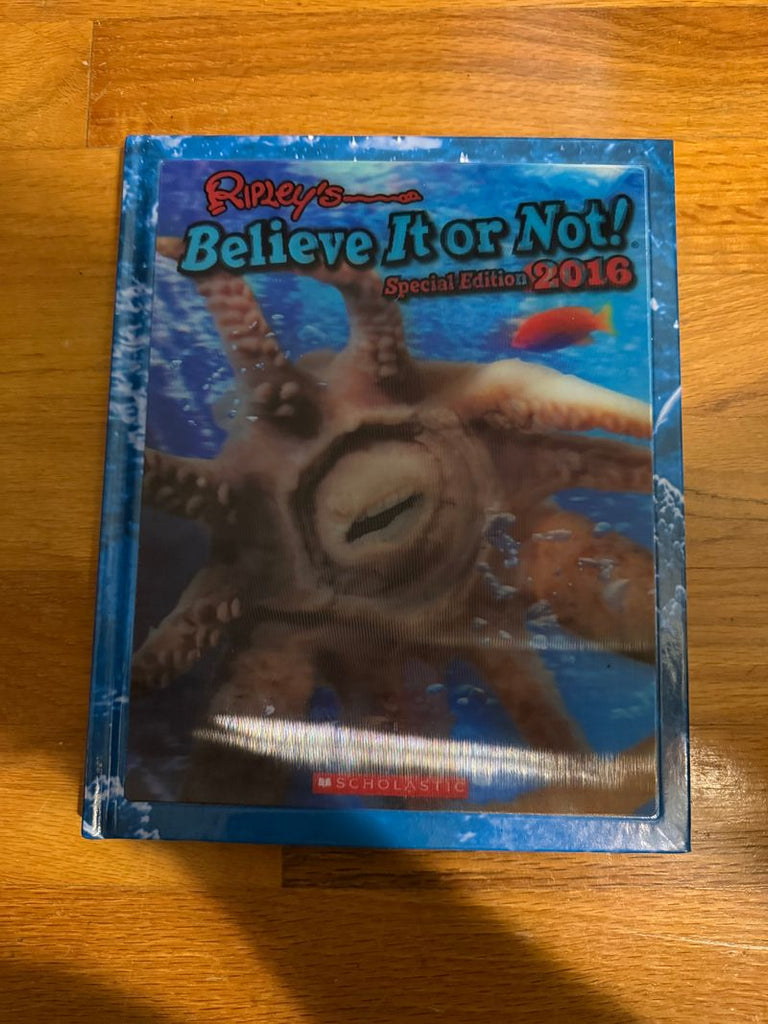 RIPLEY's
Believe It or Not!®
Special Edition 2016
SCHOLASTIC